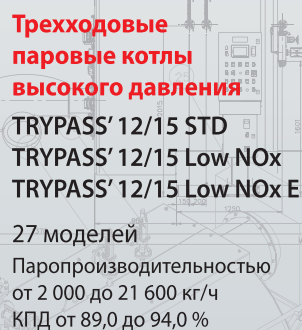 Трехходовые
паровые котлы
высокого давления
TRYPASS’ 12/15 STD
TRYPASS’ 12/15 Low NOx
TRYPASS’ 12/15 Low NOx E
27 моделей
Паропроизводительностью
от 2 000 до 21 600 кг/ч
КПД от 89,0 до 94,0 %